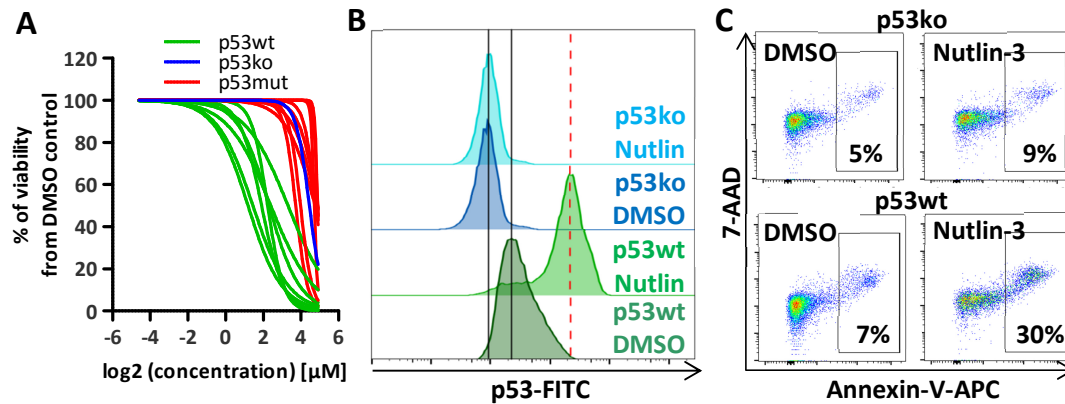 A
p53wt
p53ko
p53mut
% of viability
from DMSO control
120
100
80
60
40
20
0
-6
-4
-2
0
2
4
6
log2 (concentration) [µM]
B
p53ko
Nutlin
p53ko
DMSO
p53wt
Nutlin
p53wt
DMSO
p53-FITC
C
p53ko
DMSO
5%
Nutlin-3
9%
p53wt
DMSO
7%
Nutlin-3
30%
7-AAD
Annexin-V-APC